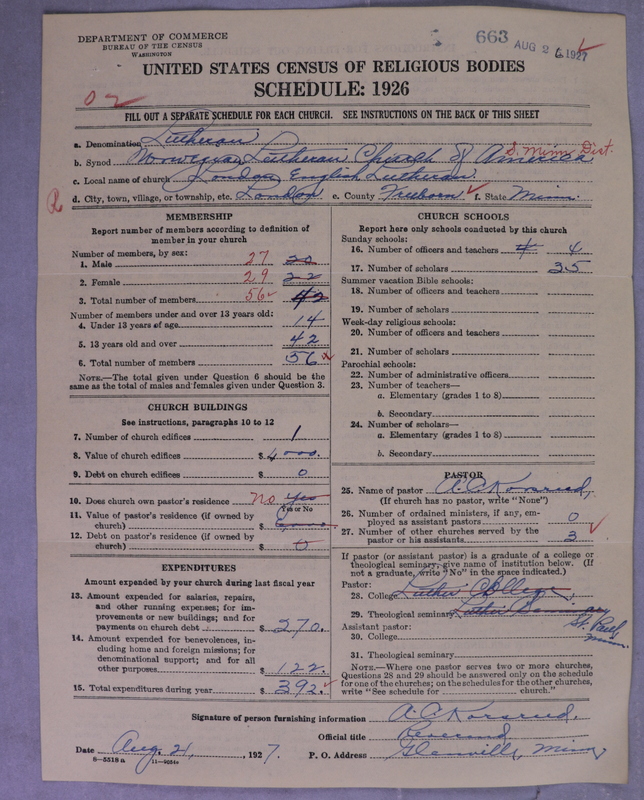 DEPARTMENT OF COMMERCE
BUREAU OF THE CENSUS
WASHINGTON
663 AUG 26 1927
UNITED STATES CENSUS OF RELIGIOUS BODIES
SCHEDULE: 1926
02
FILL OUT A SEPARATE SCHEDULE FOR EACH CHURCH. SEE INSTRUCTIONS ON THE BACK OF THIS SHEET
a. Denomination Lutheran
b. Synod Norwegian Lutheran Church of America S. Minn Dist.
c. Local name of church London English Lutheran
R d. City, town, village, or township, etc. London e. County Freeborn f. State Minn.
MEMBERSHIP
Report number of members according to definition of
member in your church
Number of members, by sex:
1. Male 27 20
2. Female 29 22
3. Total number of members 56 42
Number of members under and over 13 years old:
4. Under 13 years of age 14
5. 13 years old and over 42
6. Total number of members 56
NOTE.—The total given under Question 6 should be the
same as the total of males and females given under Question 3.
CHURCH BUILDINGS
See instructions, paragraphs 10 to 12
7. Number of church edifices 1
8. Value of church edifices $ 4000.
9. Debt on church edifices $ 0
10. Does church own pastor's residence no Yes
Yes or No
11. Value of pastor's residence (if owned by
church) $
12. Debt on pastor's residence (if owned by
church) $ 0
EXPENDITURES
Amount expended by your church during last fiscal year
13. Amount expended for salaries, repairs,
and other running expenses; for im-
provements or new buildings; and for
payments on church debt $ 270.
14. Amount expended for benevolences, in-
cluding home and foreign missions; for
denominational support; and for all
other purposes $ 122.
15. Total expenditures during year $ 392.
CHURCH SCHOOLS
Report here only schools conducted by this church
Sunday schools:
16. Number of officers and teachers 4 4
17. Number of scholars 35
Summer vacation Bible schools:
18. Number of officers and teachers
19. Number of scholars
Week-day religious schools:
20. Number of officers and teachers
21. Number of scholars
Parochial schools:
22. Number of administrative officers
23. Number of teachers—
a. Elementary (grades 1 to 8)
b. Secondary
24. Number of scholars—
a. Elementary (grades 1 to 8)
b. Secondary
PASTOR
25. Name of pastor A. C. Korsrud,
(If church has no pastor, write "None")
26. Number of ordained ministers, if any, em-
ployed as assistant pastors 0
27. Number of other churches served by the
pastor or his assistants 3
If pastor (or assistant pastor) is a graduate of a college or
theological seminary, give name of institution below. (If
not a graduate, write "No" in the space indicated.)
Pastor:
28. College Luther College
29. Theological seminary Luther Seminary
St. Paul,
Minn.
Assistant pastor:
30. College
31. Theological seminary
NOTE.—Where one pastor serves two or more churches,
Questions 28 and 29 should be answered only on the schedule
for one of the churches; on the schedules for the other churches,
write "See schedule for church."
Signature of person furnishing information A. C. Korsrud,
Official title Reverend
Date Aug. 21, 1927. P. O. Address Glenville, Minn.
8—5518 a 11—9054a